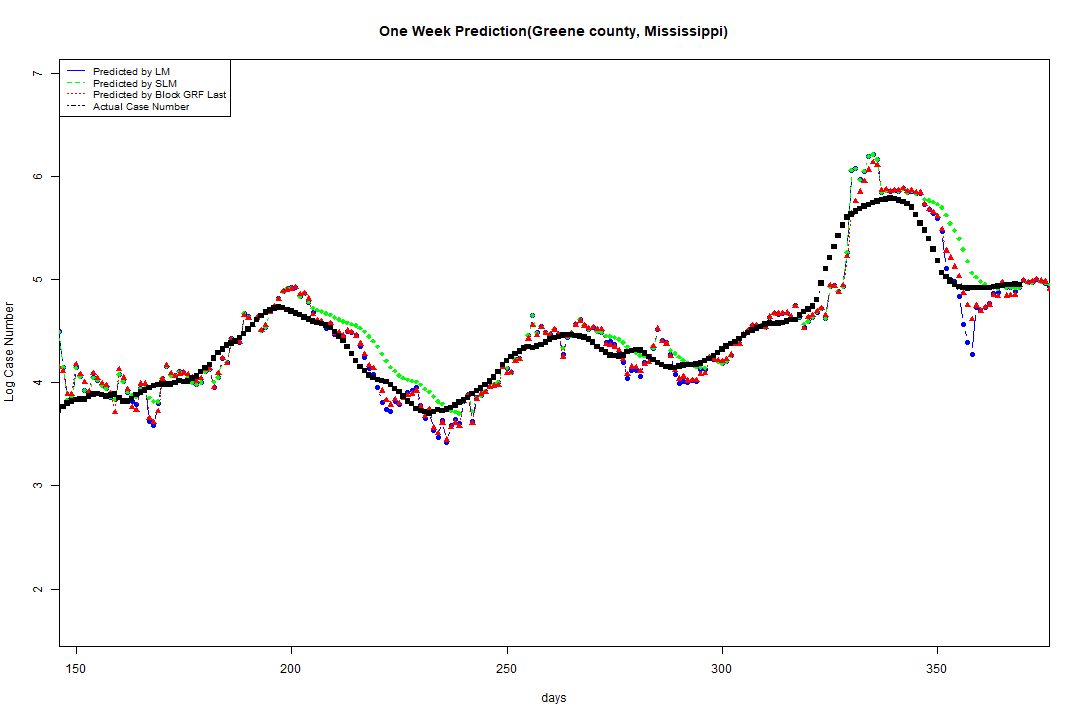 One Week Prediction(Greene county, Mississippi)
Predicted by LM
Predicted by SLM
Predicted by Block GRF Last
Actual Case Number
7
6
5
4
3
2
Log Case Number
150 200 250 300 350
days